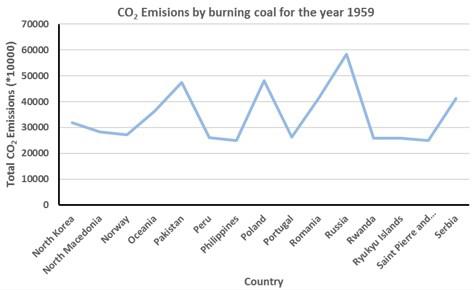 CO₂ Emisions by burning coal for the year 1959
Total CO₂ Emissions (*10000)
70000
60000
50000
40000
30000
20000
10000
0
North Korea
North Macedonia
Norway
Oceania
Pakistan
Peru
Philippines
Poland
Portugal
Romania
Russia
Rwanda
Ryukyu Islands
Saint Pierre and...
Serbia
Country